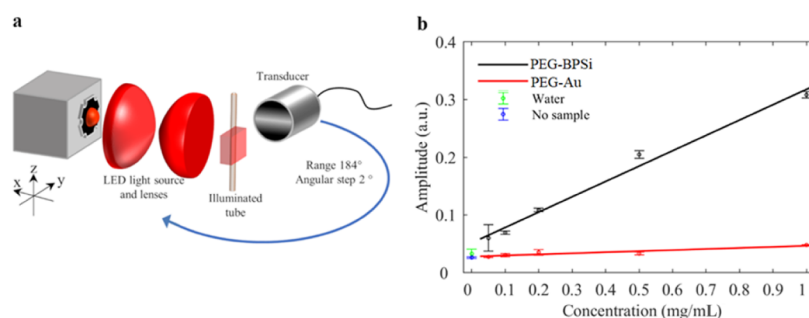 a
Transducer
Range 184°
Angular step 2 °
LED light source
and lenses
Illuminated
tube
z
x
y
b
0.4
0.3
0.2
0.1
0
Amplitude (a.u.)
PEG-BPSi
PEG-Au
Water
No sample
0 0.1 0.2 0.3 0.4 0.5 0.6 0.7 0.8 0.9 1.0
Concentration (mg/mL)